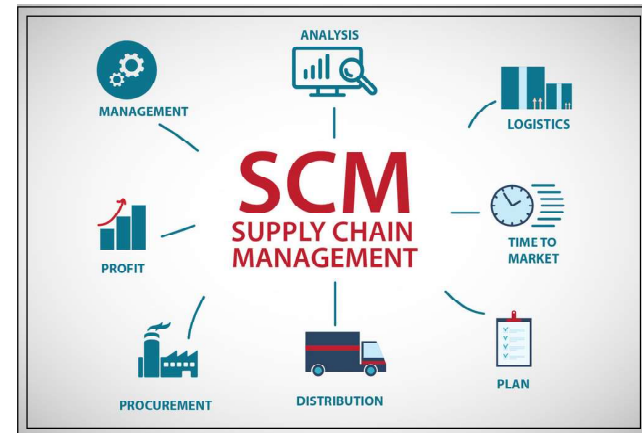 ANALYSIS
MANAGEMENT
LOGISTICS
SCM
SUPPLY CHAIN
MANAGEMENT
PROFIT
TIME TO
MARKET
PROCUREMENT
DISTRIBUTION
PLAN